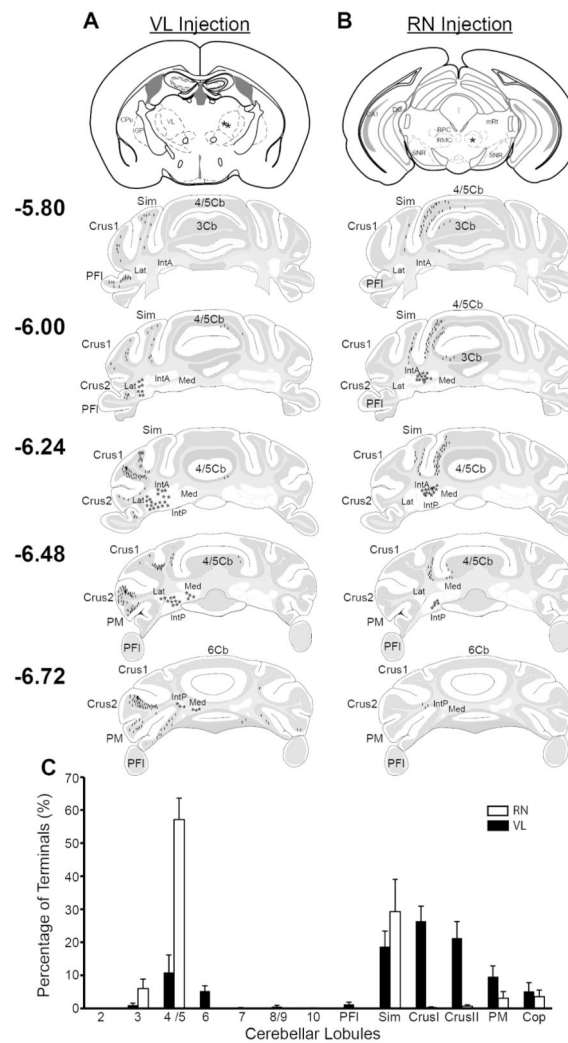 A VL Injection
B RN Injection
CPu
VL
RPC
RMC
mRt
SNR
SNR
-5.80
Sim 4/5Cb
Crus1 3Cb
PFl Lat IntA
4/5Cb
Sim
Crus1 3Cb
PFl Lat IntA
-6.00
Sim 4/5Cb
Crus1
Crus2 Lat IntA Med
PFl
4/5Cb
Sim
Crus1
3Cb
Crus2 Lat IntA Med
PFl
-6.24
Sim
Crus1
4/5Cb
Crus2 Lat IntA Med
IntP
Sim
Crus1
4/5Cb
Crus2 Lat IntA Med
IntP
-6.48
Crus1
4/5Cb
Crus2 Lat Med
PM IntP
PFl
Crus1
4/5Cb
Crus2 Lat Med
PM IntP
PFl
-6.72
6Cb
Crus1
Crus2 IntP Med
PM
PFl
6Cb
Crus1
Crus2 IntP Med
PM
PFl
C
Percentage of Terminals (%)
70
60
50
40
30
20
10
0
RN
VL
2 3 4 /5 6 7 8/9 10 PFl Sim CrusI CrusII PM Cop
Cerebellar Lobules